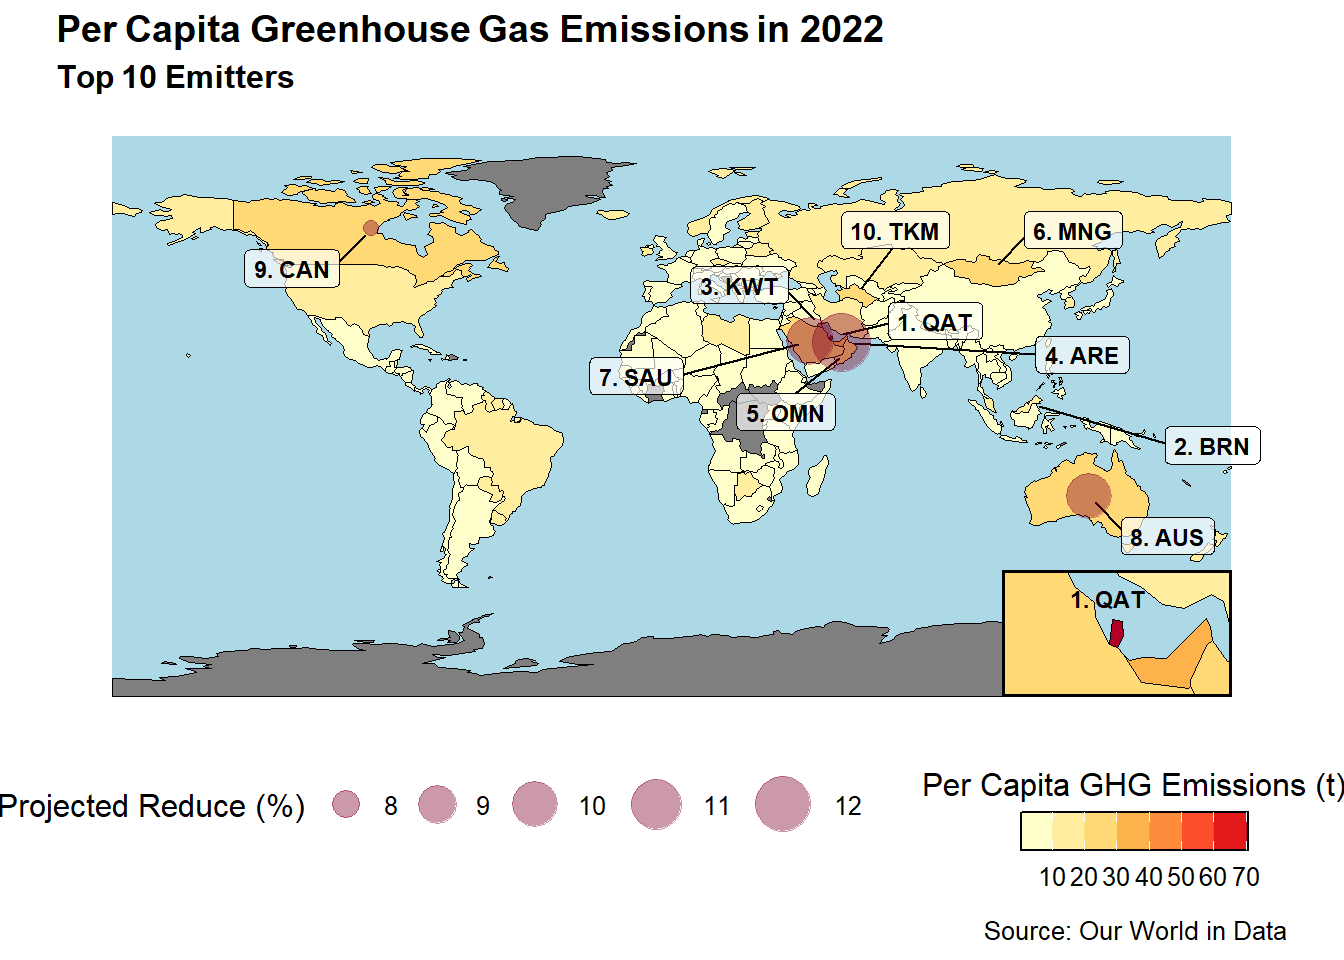 Per Capita Greenhouse Gas Emissions in 2022
Top 10 Emitters
10. TKM
6. MNG
9. CAN
3. KWT
1. QAT
4. ARE
7. SAU
5. OMN
2. BRN
8. AUS
1. QAT
Projected Reduce (%)
8
9
10
11
12
Per Capita GHG Emissions (t)
10 20 30 40 50 60 70
Source: Our World in Data